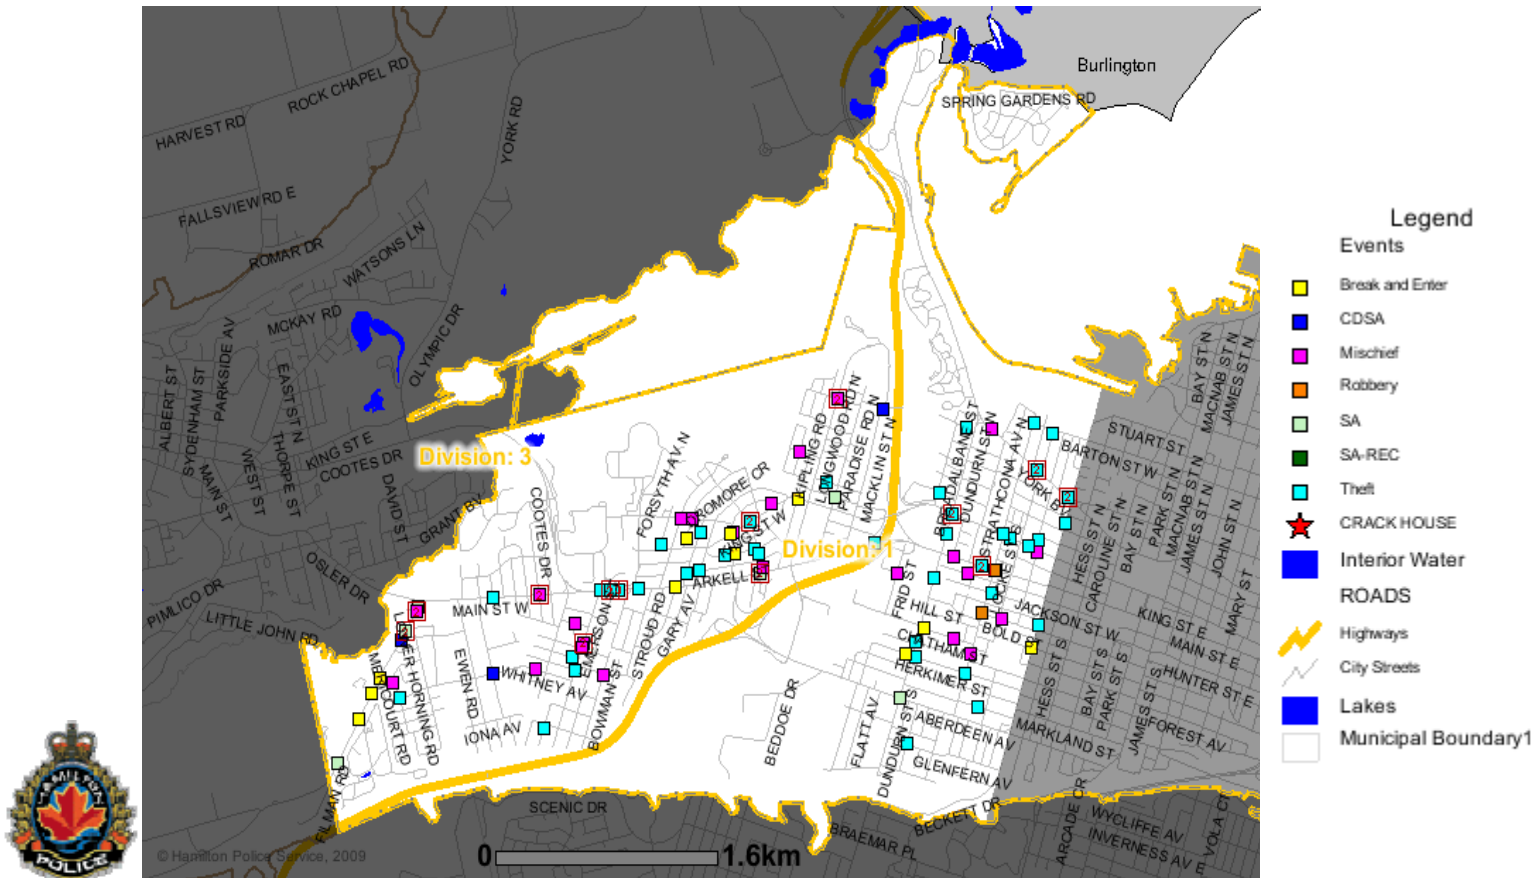 Burlington
SPRING GARDENS RD
ROCK CHAPEL RD
HARVEST RD
YORK RD
FALLSVIEW RD E
ROMAR DR
WATSONS LN
MCKAY RD
OLYMPIC DR
ALBERT ST
SYDENHAM ST
PARKSIDE AV
EAST ST N
THORPE ST
KING ST E
COOTES DR
MAIN ST
WEST ST
DAVID ST
GRANT BV
OSLER DR
PIMLICO DR
LITTLE JOHN RD
Division: 3
COOTES DR
FORSYTH AV N
KING ST W
KIPLING RD
PARADISE RD N
MACKLIN ST N
Division: 1
ARKELL
MAIN ST W
STROUD RD
GARY AV
BOWMAN ST
WHITNEY AV
EWEN RD
IONA AV
BEDDOE DR
DUNDURN ST N
STRATHCONA AV N
BARTON ST W
YORK BV
STUART ST
BAY ST N
MACNAB ST N
JAMES ST N
HESS ST N
CAROLINE ST N
BAY ST N
PARK ST N
MACNAB ST N
JAMES ST N
JOHN ST N
MARY ST
FRID ST
HILL ST
BOLD ST
JACKSON ST W
KING ST E
MAIN ST E
HUNTER ST E
CHATHAM ST
HERKIMER ST
ABERDEEN AV
MARKLAND ST
FOREST AV
HESS ST S
BAY ST S
PARK ST S
JAMES ST S
FLATT AV
DUNDURN ST S
GLENFERN AV
BECKETT DR
SCENIC DR
BRAEMAR PL
ARCADE CR
WYCLIFFE AV
INVERNESS AV E
VIOLA CT
© Hamilton Police Service, 2009
0
1.6km
Legend
Events
Break and Enter
CDSA
Mischief
Robbery
SA
SA-REC
Theft
CRACK HOUSE
Interior Water
ROADS
Highways
City Streets
Lakes
Municipal Boundary1
HAMILTON
POLICE